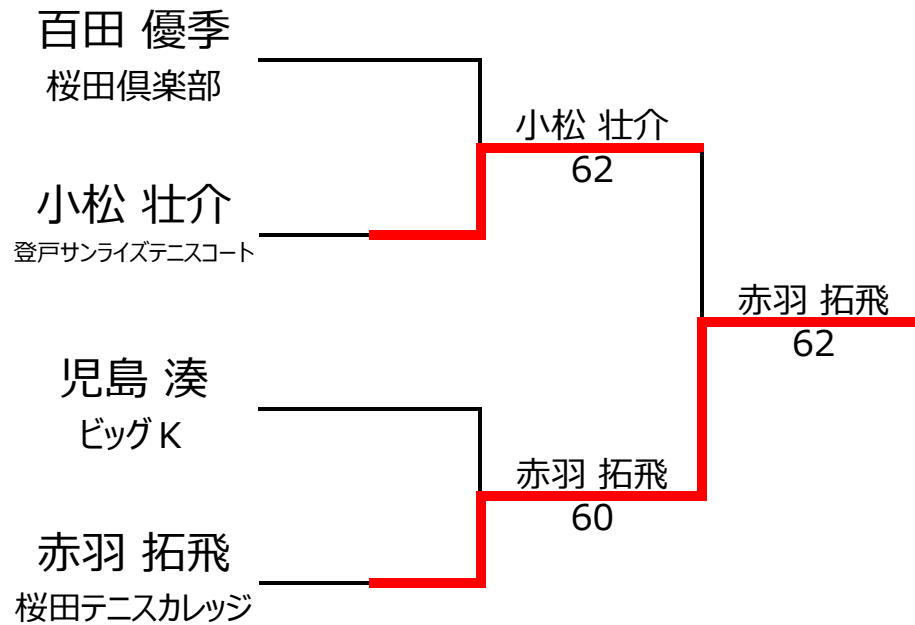 百田 優季
桜田倶楽部
小松 壮介
62
小松 壮介
登戸サンライズテニスコート
赤羽 拓飛
62
児島 湊
ビッグK
赤羽 拓飛
60
赤羽 拓飛
桜田テニスカレッジ